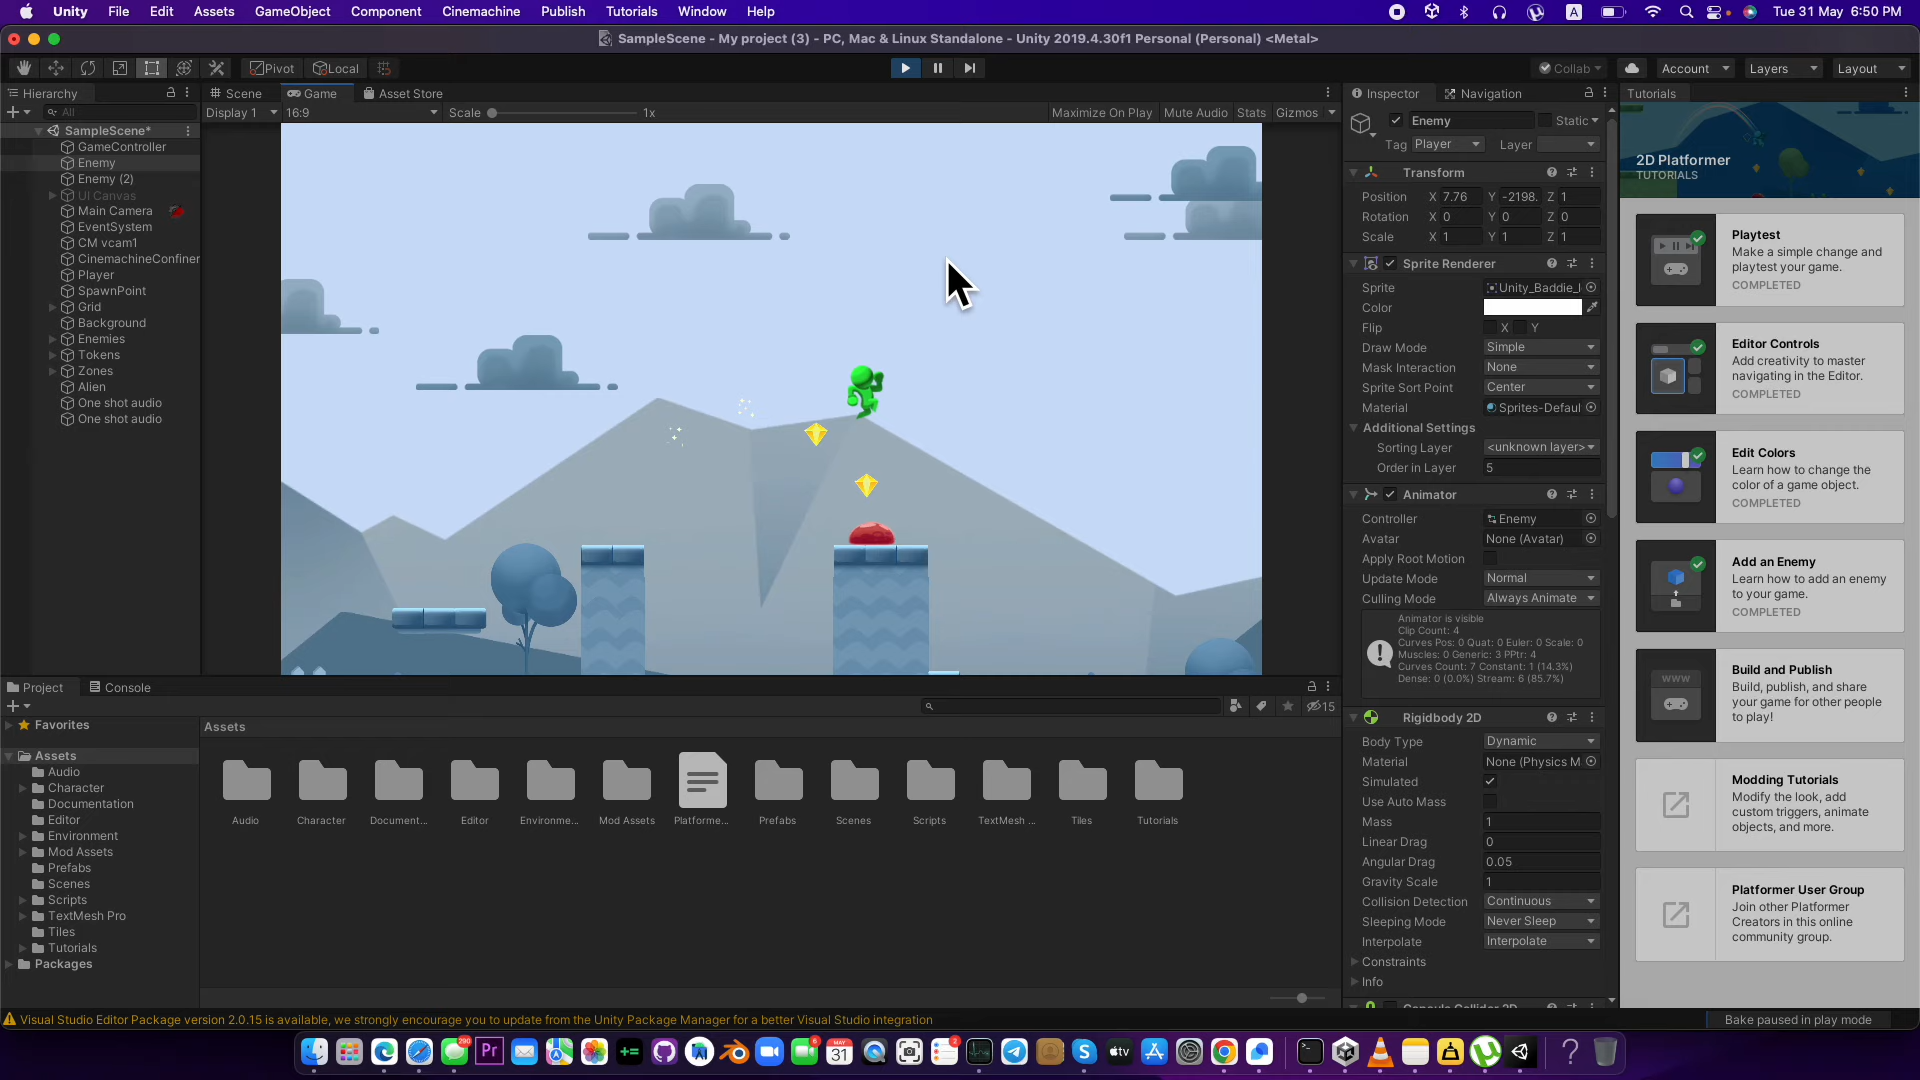 Unity File Edit Assets GameObject Component Cinemachine Publish Tutorials Window Help
A Tue 31 May 6:50 PM
SampleScene - My project (3) - PC, Mac & Linux Standalone - Unity 2019.4.30f1 Personal (Personal) <Metal>
Pivot Local Collab Account Layers Layout
Hierarchy
All
SampleScene*
GameController
Enemy
Enemy (2)
UI Canvas
Main Camera
EventSystem
CM vcam1
CinemachineConfiner
Player
SpawnPoint
Grid
Background
Enemies
Tokens
Zones
Alien
One shot audio
One shot audio
Scene Game Asset Store
Display 1 16:9 Scale 1x Maximize On Play Mute Audio Stats Gizmos
Inspector Navigation
Enemy Static
Tag Player Layer
Transform
Position X 7.76 Y -2198. Z 1
Rotation X 0 Y 0 Z 0
Scale X 1 Y 1 Z 1
Sprite Renderer
Sprite Unity_Baddie_I
Color
Flip X Y
Draw Mode Simple
Mask Interaction None
Sprite Sort Point Center
Material Sprites-Defaul
Additional Settings
Sorting Layer <unknown layer>
Order in Layer 5
Animator
Controller Enemy
Avatar None (Avatar)
Apply Root Motion
Update Mode Normal
Culling Mode Always Animate
Animator is visible
Clip Count: 4
Curves Pos: 0 Quat: 0 Euler: 0 Scale: 0
Muscles: 0 Generic: 3 PPtr: 4
Curves Count: 7 Constant: 1 (14.3%)
Dense: 0 (0.0%) Stream: 6 (85.7%)
Rigidbody 2D
Body Type Dynamic
Material None (Physics M
Simulated
Use Auto Mass
Mass 1
Linear Drag 0
Angular Drag 0.05
Gravity Scale 1
Collision Detection Continuous
Sleeping Mode Never Sleep
Interpolate Interpolate
Constraints
Info
Capsule Collider 2D
Tutorials
2D Platformer
TUTORIALS
Playtest
Make a simple change and
playtest your game.
COMPLETED
Editor Controls
Add creativity to master
navigating in the Editor.
COMPLETED
Edit Colors
Learn how to change the
color of a game object.
COMPLETED
Add an Enemy
Learn how to add an enemy
to your game.
COMPLETED
WWW
Build and Publish
Build, publish, and share
your game for other people
to play!
Modding Tutorials
Modify the look, add
custom triggers, animate
objects, and more.
Platformer User Group
Join other Platformer
Creators in this online
community group.
Project Console
15
Favorites
Assets
Audio
Character
Documentation
Editor
Environment
Mod Assets
Prefabs
Scenes
Scripts
TextMesh Pro
Tiles
Tutorials
Packages
Assets
Audio Character Document... Editor Environme... Mod Assets Platforme... Prefabs Scenes Scripts TextMesh ... Tiles Tutorials
Visual Studio Editor Package version 2.0.15 is available, we strongly encourage you to update from the Unity Package Manager for a better Visual Studio integration
Bake paused in play mode
290 Pr MAY 31 6 2 tv